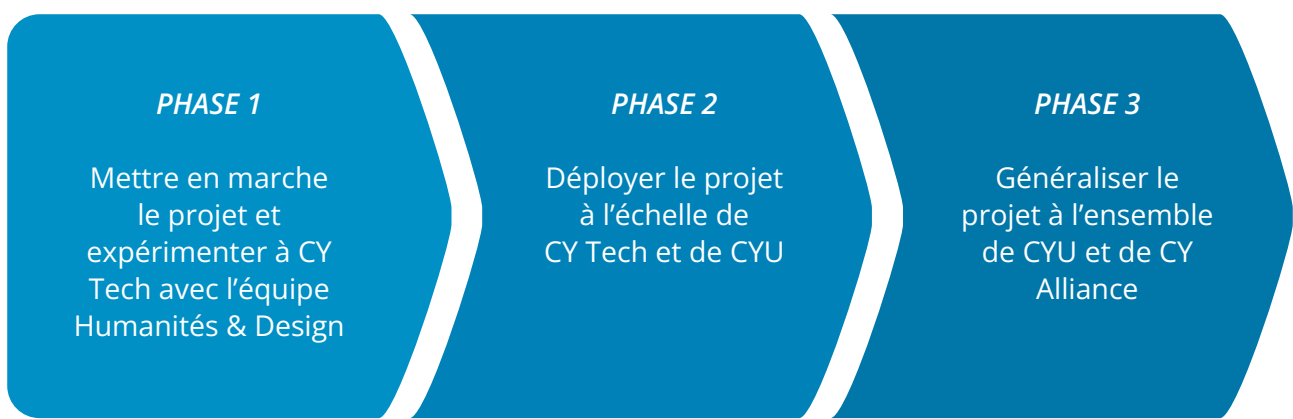 PHASE 1
Mettre en marche
le projet et
expérimenter à CY
Tech avec l’équipe
Humanités & Design
PHASE 2
Déployer le projet
à l’échelle de
CY Tech et de CYU
PHASE 3
Généraliser le
projet à l’ensemble
de CYU et de CY
Alliance